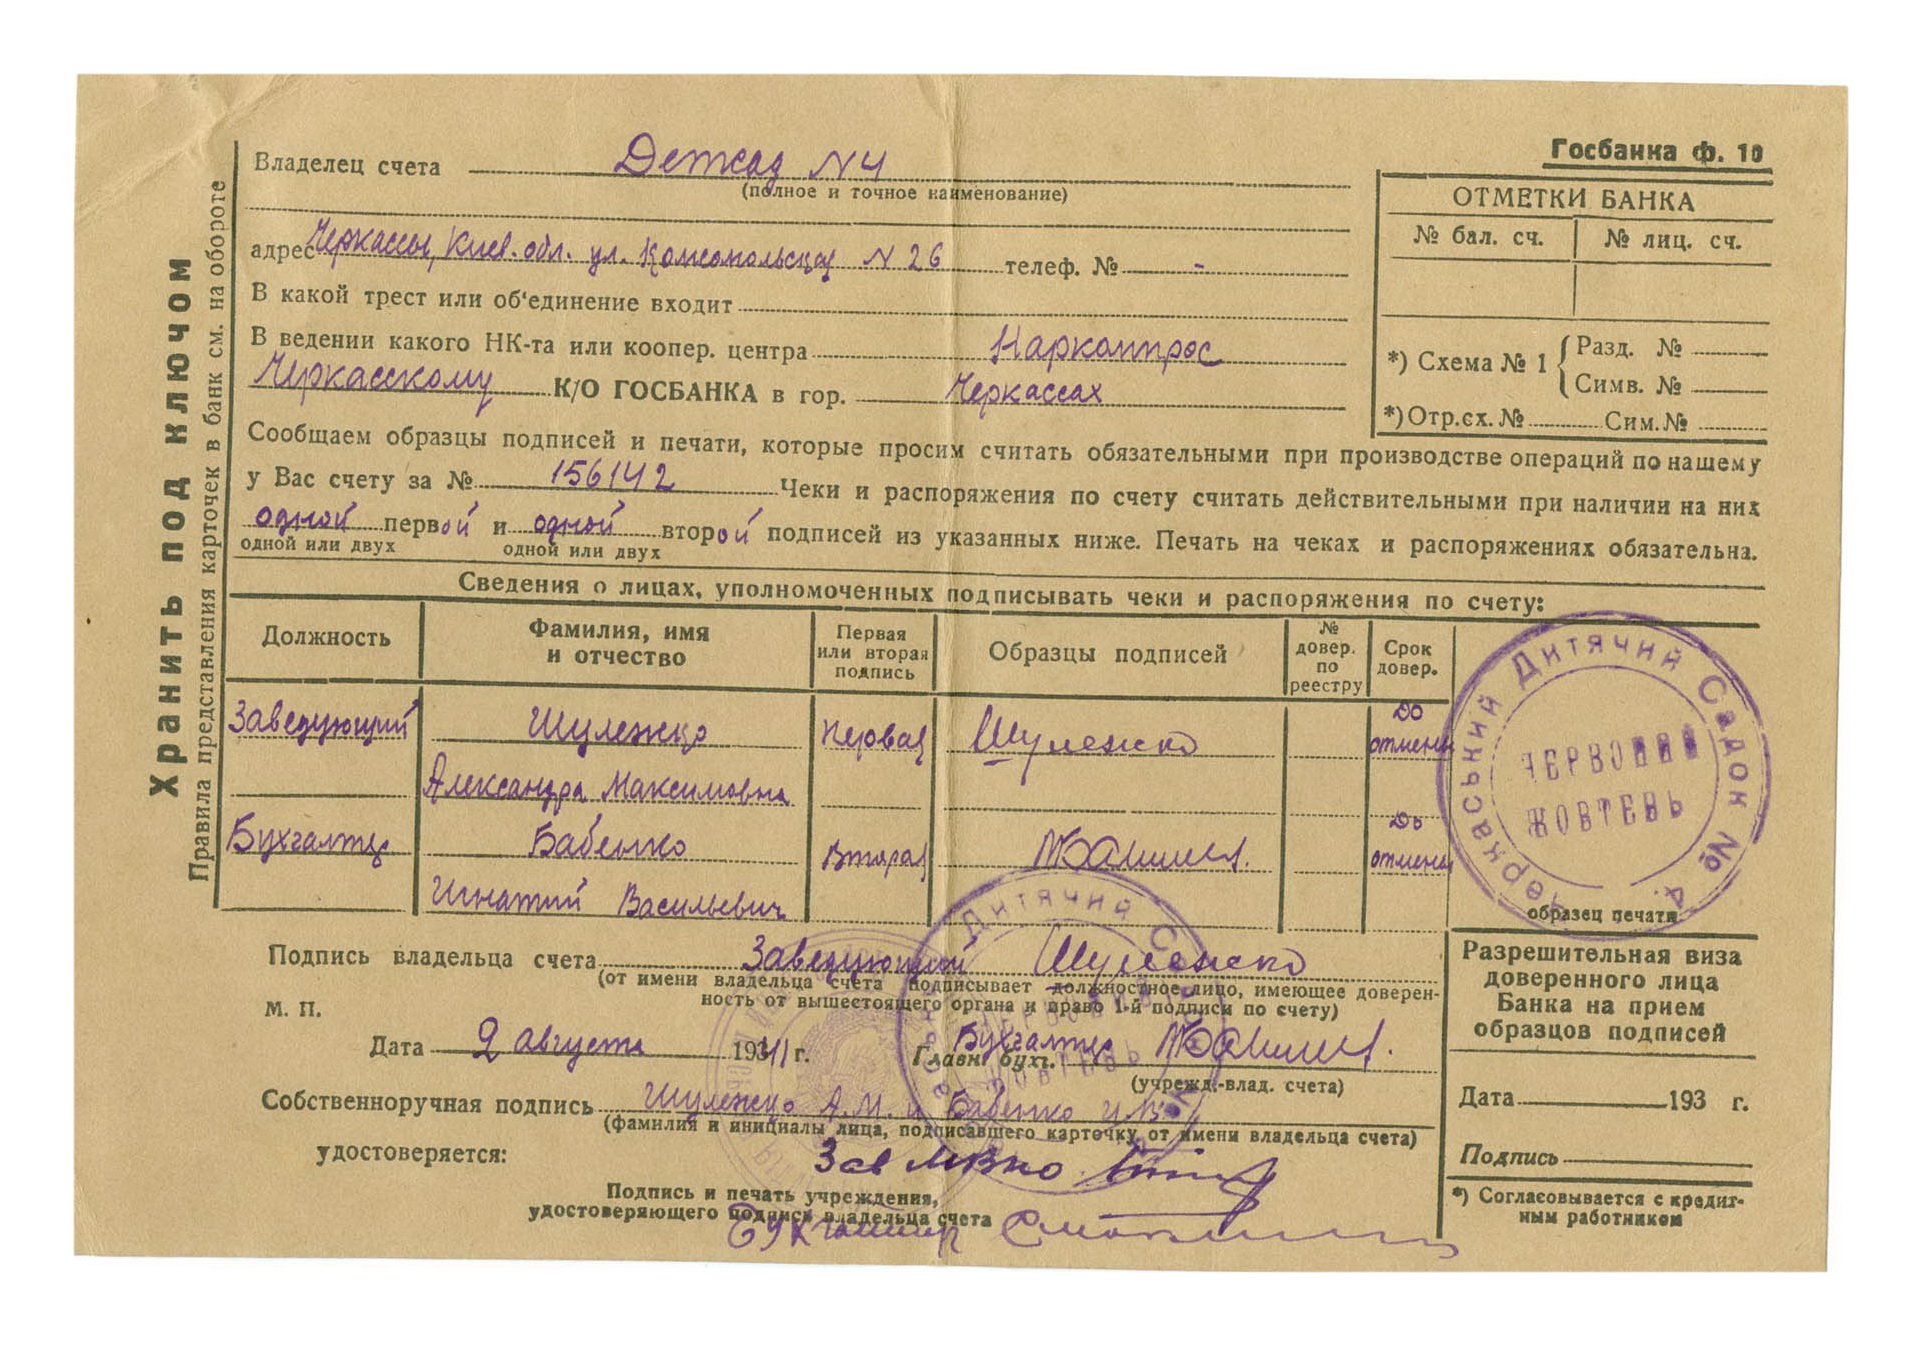 Госбанка ф. 10
Хранить под ключом
Правила представления карточек в банк см. на обороте
Владелец счета Детсад N 4
(полное и точное наименование)
адрес Черкассы, Киев. обл. ул. Комсомольская N 26 телеф. № -
В какой трест или об‘единение входит
В ведении какого НК-та или коопер. центра Наркомпрос
Черкасскому К/О ГОСБАНКА в гор. Черкассах
ОТМЕТКИ БАНКА
№ бал. сч. № лиц. сч.
*) Схема № 1 Разд. №
Симв. №
*) Отр.сх. № Сим. №
Сообщаем образцы подписей и печати, которые просим считать обязательными при производстве операций по нашему
у Вас счету за № 156142 Чеки и распоряжения по счету считать действительными при наличии на них
одной первой и одной второй подписей из указанных ниже. Печать на чеках и распоряжениях обязательна.
одной или двух одной или двух
Сведения о лицах, уполномоченных подписывать чеки и распоряжения по счету:
Должность Фамилия, имя и отчество Первая или вторая подпись Образцы подписей № довер. по реестру Срок довер.
Заведующий Шулежко Первая Шулежко До отмены
Александра Максимовна
Бухгалтер Бабенко Вторая До отмены
Игнатий Васильевич
Черкаський Дитячий Садок № 4.
ЧЕРВОНИЙ
ЖОВТЕНЬ
образец печати
Подпись владельца счета Заведующий Шулежко
(от имени владельца счета подписывает должностное лицо, имеющее доверен-
ность от вышестоящего органа и право 1-й подписи по счету)
М. П.
Дата 2 августа 1941 г. Главн бух. Бухгалтер
(учрежд.-влад. счета)
Собственноручная подпись Шулежко А.М. и Бабенко И.В.
(фамилия и инициалы лица, подписавшего карточку от имени владельца счета)
удостоверяется: Зав
Подпись и печать учреждения,
удостоверяющего подписи владельца счета
Бухгалтер
Разрешительная виза
доверенного лица
Банка на прием
образцов подписей
Дата 193 г.
Подпись
*) Согласовывается с кредит-
ным работником